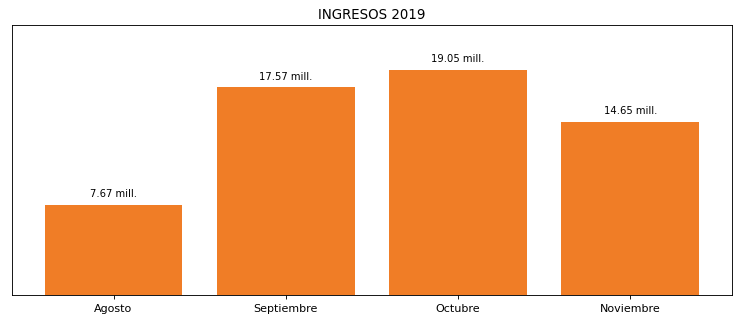 INGRESOS 2019
19.05 mill.
17.57 mill.
14.65 mill.
7.67 mill.
Agosto
Septiembre
Octubre
Noviembre